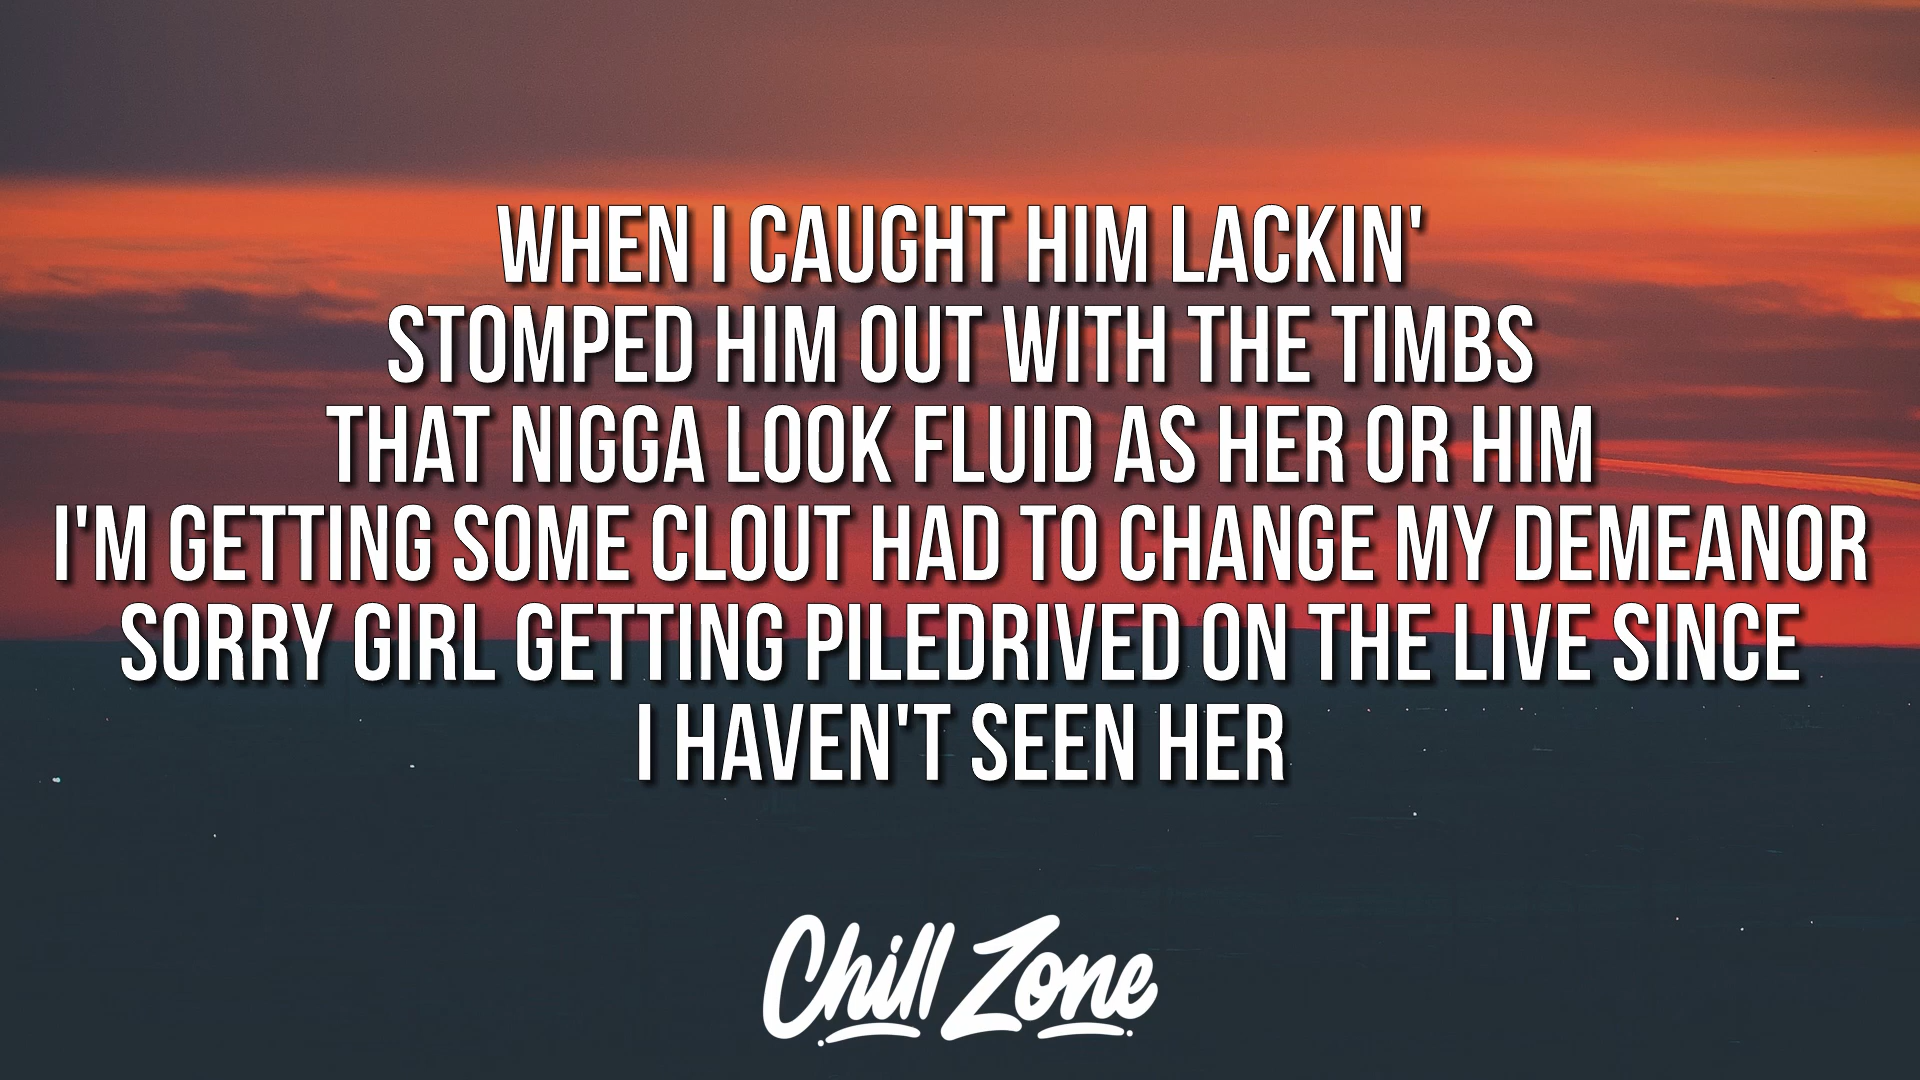 WHEN I CAUGHT HIM LACKIN'
STOMPED HIM OUT WITH THE TIMBS
THAT NIGGA LOOK FLUID AS HER OR HIM
I'M GETTING SOME CLOUT HAD TO CHANGE MY DEMEANOR
SORRY GIRL GETTING PILEDRIVED ON THE LIVE SINCE
I HAVEN'T SEEN HER
Chill Zone